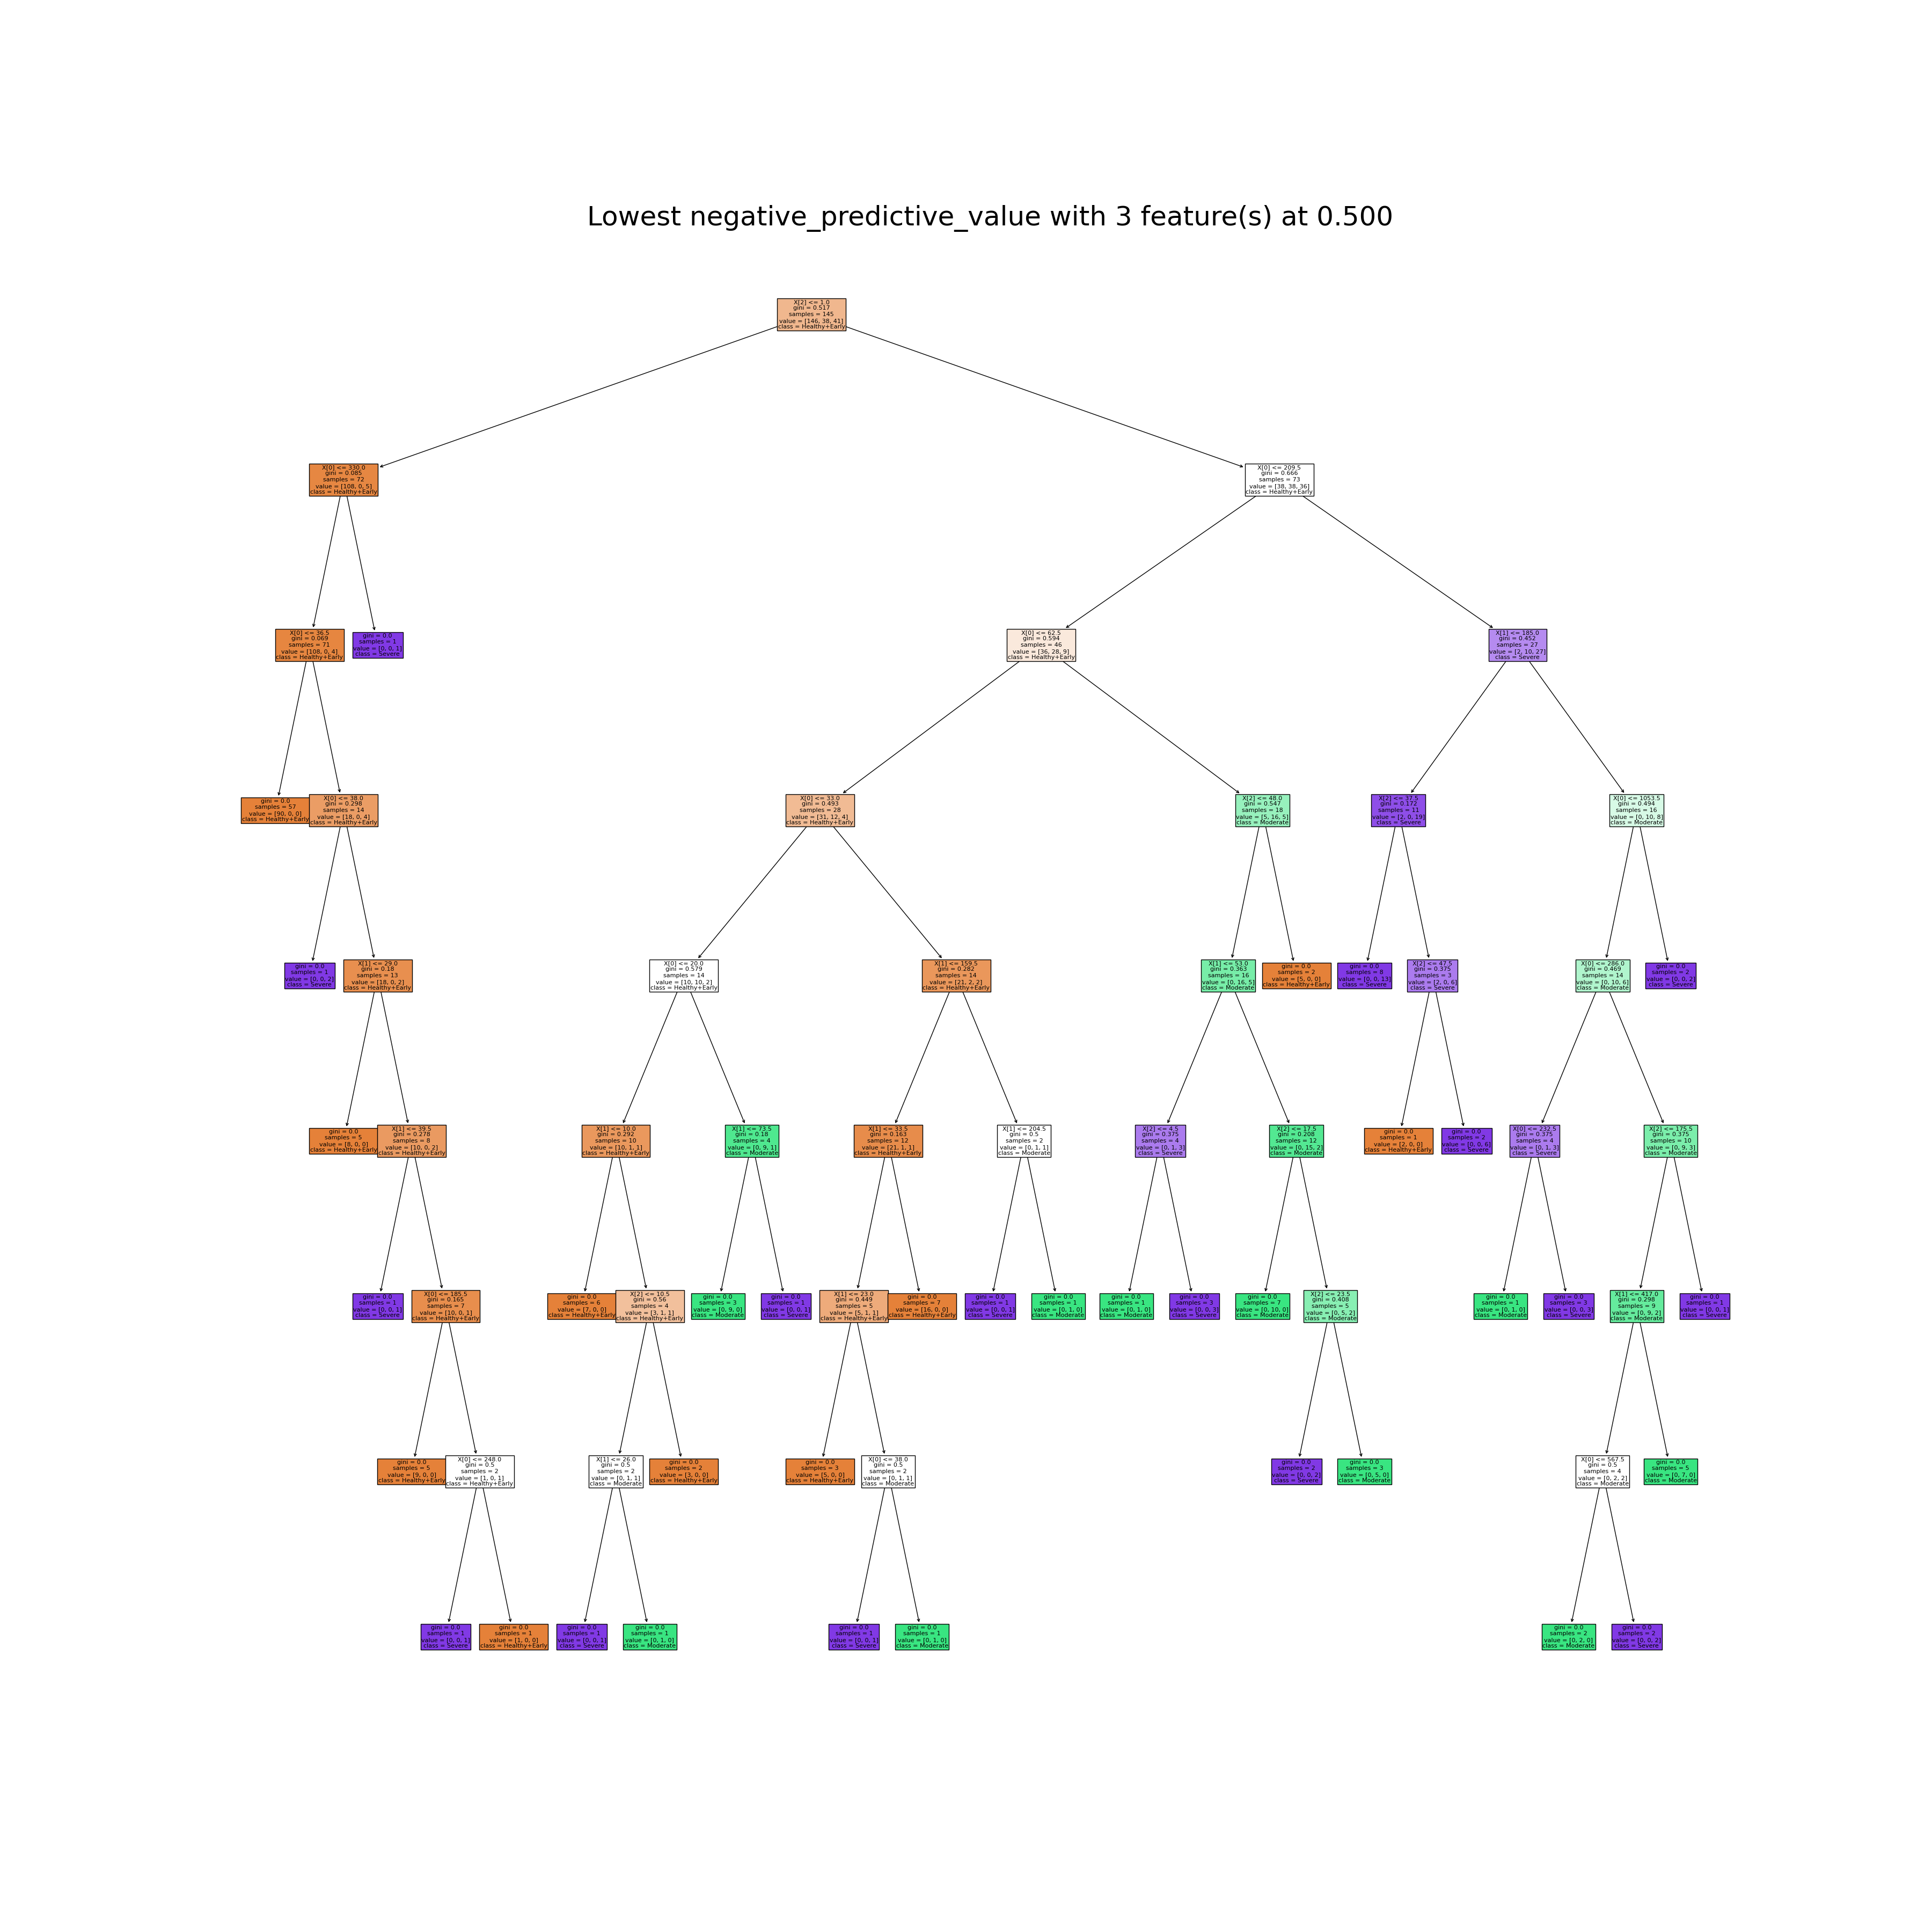 Lowest negative_predictive_value with 3 feature(s) at 0.500
X[2] <= 1.0
gini = 0.517
samples = 145
value = [146, 38, 41]
class = Healthy+Early
X[0] <= 330.0
gini = 0.085
samples = 72
value = [108, 0, 5]
class = Healthy+Early
X[0] <= 209.5
gini = 0.666
samples = 73
value = [38, 38, 36]
class = Healthy+Early
X[0] <= 36.5
gini = 0.069
samples = 71
value = [108, 0, 4]
class = Healthy+Early
gini = 0.0
samples = 1
value = [0, 0, 1]
class = Severe
X[0] <= 62.5
gini = 0.594
samples = 46
value = [36, 28, 9]
class = Healthy+Early
X[1] <= 185.0
gini = 0.452
samples = 27
value = [2, 10, 27]
class = Severe
gini = 0.0
samples = 57
value = [90, 0, 0]
class = Healthy+Early
X[0] <= 38.0
gini = 0.298
samples = 14
value = [18, 0, 4]
class = Healthy+Early
X[0] <= 33.0
gini = 0.493
samples = 28
value = [31, 12, 4]
class = Healthy+Early
X[2] <= 48.0
gini = 0.547
samples = 18
value = [5, 16, 5]
class = Moderate
X[2] <= 37.5
gini = 0.172
samples = 11
value = [2, 0, 19]
class = Severe
X[0] <= 1053.5
gini = 0.494
samples = 16
value = [0, 10, 8]
class = Moderate
gini = 0.0
samples = 1
value = [0, 0, 2]
class = Severe
X[1] <= 29.0
gini = 0.18
samples = 13
value = [18, 0, 2]
class = Healthy+Early
X[0] <= 20.0
gini = 0.579
samples = 14
value = [10, 10, 2]
class = Healthy+Early
X[1] <= 159.5
gini = 0.282
samples = 14
value = [21, 2, 2]
class = Healthy+Early
X[1] <= 53.0
gini = 0.363
samples = 16
value = [0, 16, 5]
class = Moderate
gini = 0.0
samples = 2
value = [5, 0, 0]
class = Healthy+Early
gini = 0.0
samples = 8
value = [0, 0, 13]
class = Severe
X[2] <= 47.5
gini = 0.375
samples = 3
value = [2, 0, 6]
class = Severe
X[0] <= 286.0
gini = 0.469
samples = 14
value = [0, 10, 6]
class = Moderate
gini = 0.0
samples = 2
value = [0, 0, 2]
class = Severe
gini = 0.0
samples = 5
value = [8, 0, 0]
class = Healthy+Early
X[1] <= 39.5
gini = 0.278
samples = 8
value = [10, 0, 2]
class = Healthy+Early
X[1] <= 10.0
gini = 0.292
samples = 10
value = [10, 1, 1]
class = Healthy+Early
X[1] <= 73.5
gini = 0.18
samples = 4
value = [0, 9, 1]
class = Moderate
X[1] <= 33.5
gini = 0.163
samples = 12
value = [21, 1, 1]
class = Healthy+Early
X[1] <= 204.5
gini = 0.5
samples = 2
value = [0, 1, 1]
class = Moderate
X[2] <= 4.5
gini = 0.375
samples = 4
value = [0, 1, 3]
class = Severe
X[2] <= 17.5
gini = 0.208
samples = 12
value = [0, 15, 2]
class = Moderate
gini = 0.0
samples = 1
value = [2, 0, 0]
class = Healthy+Early
gini = 0.0
samples = 2
value = [0, 0, 6]
class = Severe
X[0] <= 232.5
gini = 0.375
samples = 4
value = [0, 1, 3]
class = Severe
X[2] <= 175.5
gini = 0.375
samples = 10
value = [0, 9, 3]
class = Moderate
gini = 0.0
samples = 1
value = [0, 0, 1]
class = Severe
X[0] <= 185.5
gini = 0.165
samples = 7
value = [10, 0, 1]
class = Healthy+Early
gini = 0.0
samples = 6
value = [7, 0, 0]
class = Healthy+Early
X[2] <= 10.5
gini = 0.56
samples = 4
value = [3, 1, 1]
class = Healthy+Early
gini = 0.0
samples = 3
value = [0, 9, 0]
class = Moderate
gini = 0.0
samples = 1
value = [0, 0, 1]
class = Severe
X[1] <= 23.0
gini = 0.449
samples = 5
value = [5, 1, 1]
class = Healthy+Early
gini = 0.0
samples = 7
value = [16, 0, 0]
class = Healthy+Early
gini = 0.0
samples = 1
value = [0, 0, 1]
class = Severe
gini = 0.0
samples = 1
value = [0, 1, 0]
class = Moderate
gini = 0.0
samples = 1
value = [0, 1, 0]
class = Moderate
gini = 0.0
samples = 3
value = [0, 0, 3]
class = Severe
gini = 0.0
samples = 7
value = [0, 10, 0]
class = Moderate
X[2] <= 23.5
gini = 0.408
samples = 5
value = [0, 5, 2]
class = Moderate
gini = 0.0
samples = 1
value = [0, 1, 0]
class = Moderate
gini = 0.0
samples = 3
value = [0, 0, 3]
class = Severe
X[1] <= 417.0
gini = 0.298
samples = 9
value = [0, 9, 2]
class = Moderate
gini = 0.0
samples = 1
value = [0, 0, 1]
class = Severe
gini = 0.0
samples = 5
value = [9, 0, 0]
class = Healthy+Early
X[0] <= 248.0
gini = 0.5
samples = 2
value = [1, 0, 1]
class = Healthy+Early
X[1] <= 26.0
gini = 0.5
samples = 2
value = [0, 1, 1]
class = Moderate
gini = 0.0
samples = 2
value = [3, 0, 0]
class = Healthy+Early
gini = 0.0
samples = 3
value = [5, 0, 0]
class = Healthy+Early
X[0] <= 38.0
gini = 0.5
samples = 2
value = [0, 1, 1]
class = Moderate
gini = 0.0
samples = 2
value = [0, 0, 2]
class = Severe
gini = 0.0
samples = 3
value = [0, 5, 0]
class = Moderate
X[0] <= 567.5
gini = 0.5
samples = 4
value = [0, 2, 2]
class = Moderate
gini = 0.0
samples = 5
value = [0, 7, 0]
class = Moderate
gini = 0.0
samples = 1
value = [0, 0, 1]
class = Severe
gini = 0.0
samples = 1
value = [1, 0, 0]
class = Healthy+Early
gini = 0.0
samples = 1
value = [0, 0, 1]
class = Severe
gini = 0.0
samples = 1
value = [0, 1, 0]
class = Moderate
gini = 0.0
samples = 1
value = [0, 0, 1]
class = Severe
gini = 0.0
samples = 1
value = [0, 1, 0]
class = Moderate
gini = 0.0
samples = 2
value = [0, 2, 0]
class = Moderate
gini = 0.0
samples = 2
value = [0, 0, 2]
class = Severe